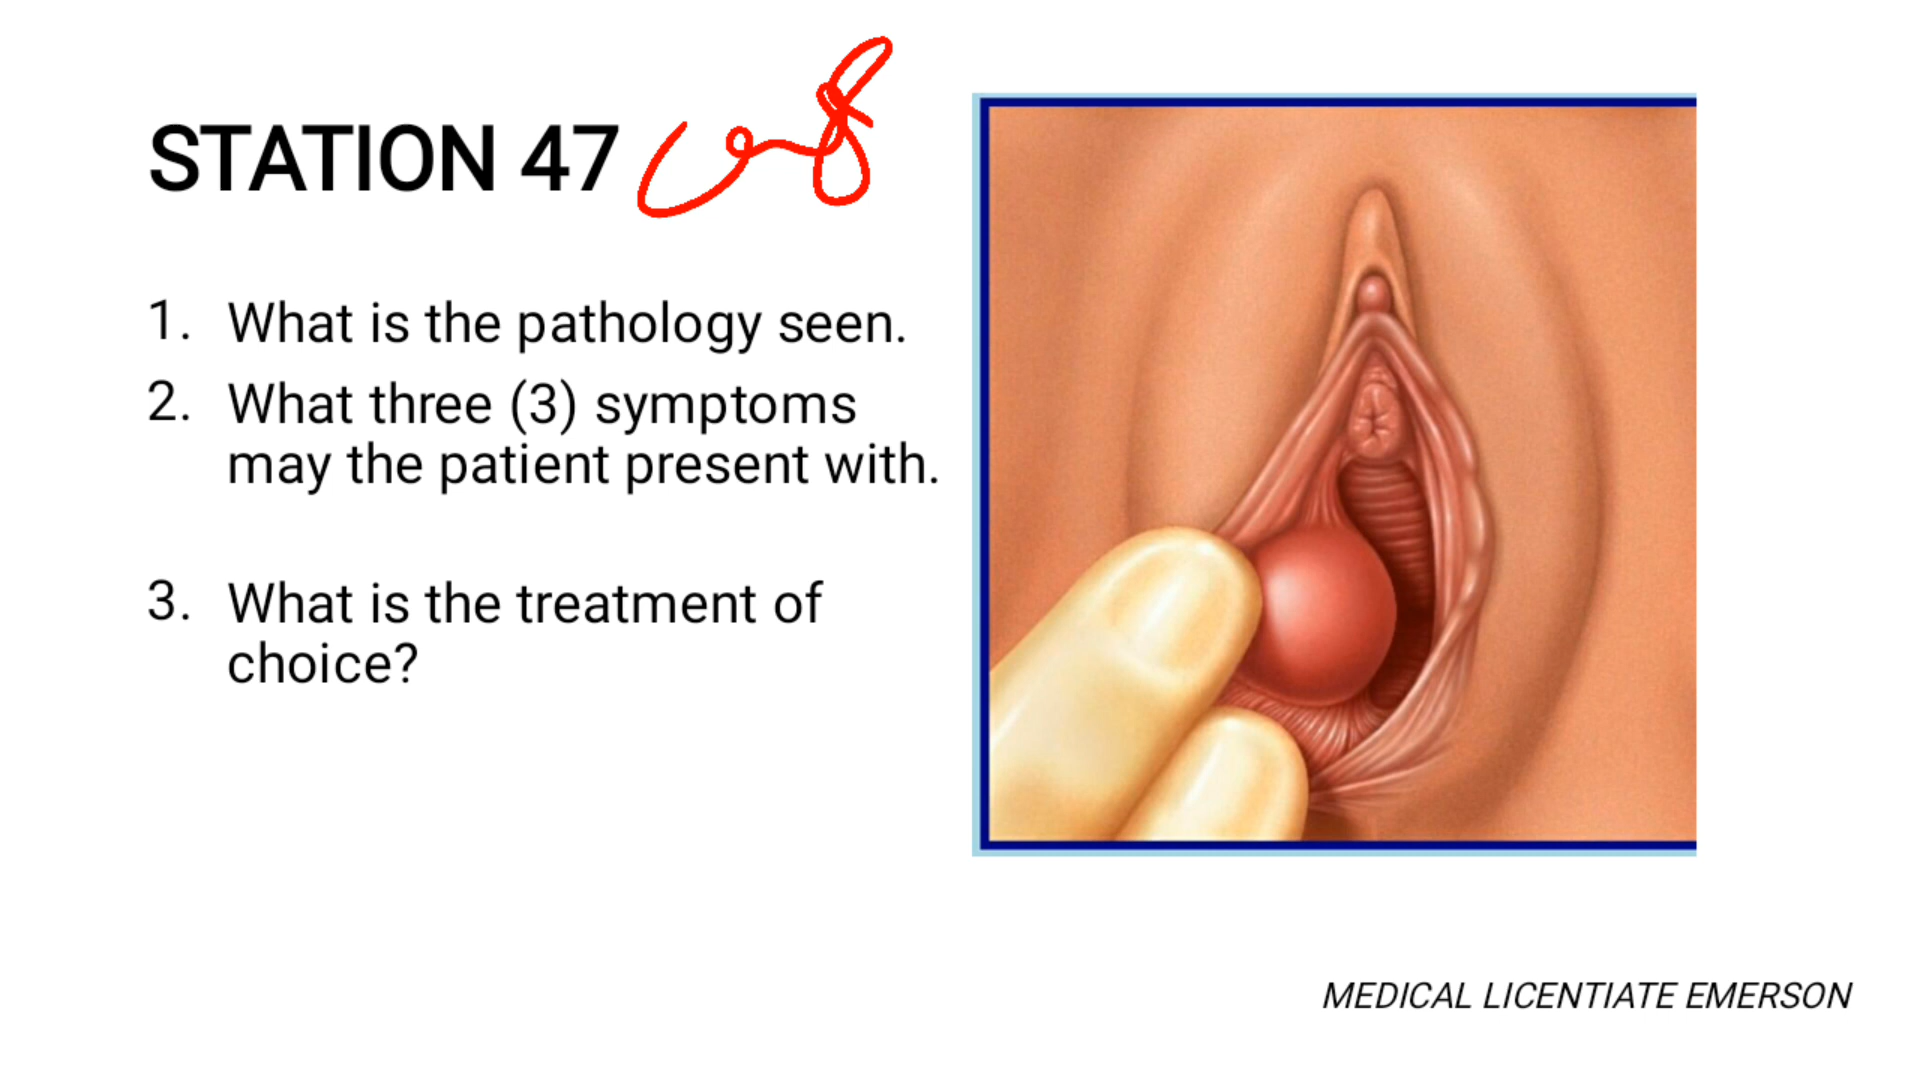 STATION 47
1. What is the pathology seen.
2. What three (3) symptoms
may the patient present with.
3. What is the treatment of
choice?
MEDICAL LICENTIATE EMERSON